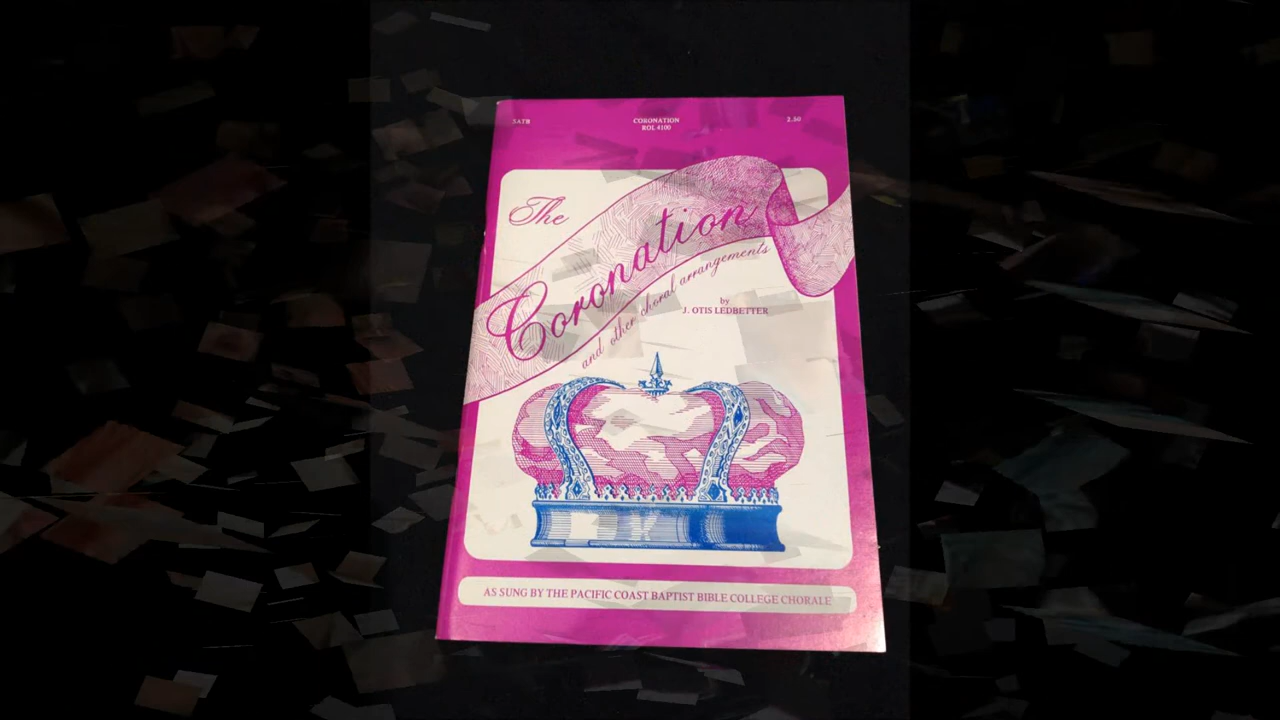 SATB
CORONATION
ROL 4100
2.50
The
Coronation
and other choral arrangements
by
J. OTIS LEDBETTER
AS SUNG BY THE PACIFIC COAST BAPTIST BIBLE COLLEGE CHORALE